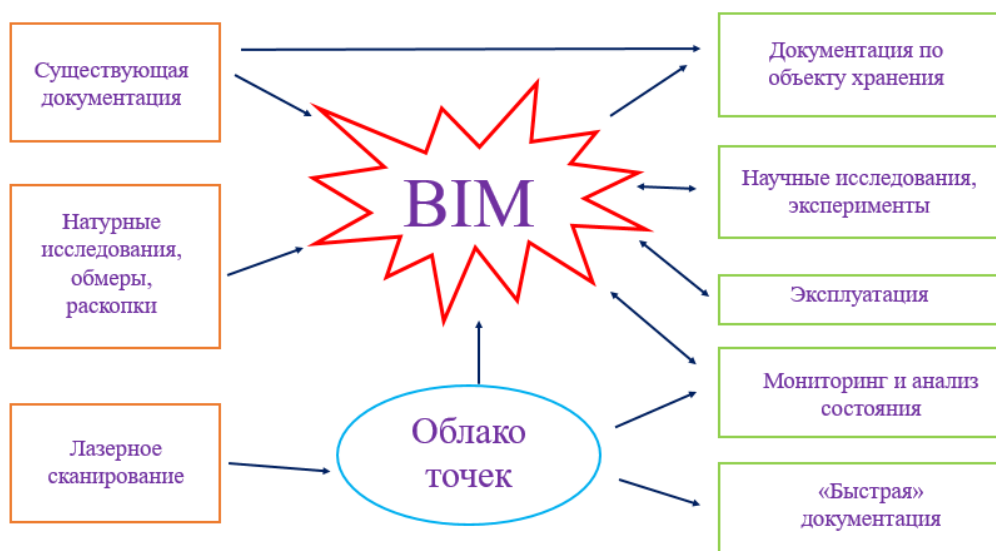 Существующая
документация
Натурные
исследования,
обмеры,
раскопки
Лазерное
сканирование
BIM
Облако
точек
Документация по
объекту хранения
Научные исследования,
эксперименты
Эксплуатация
Мониторинг и анализ
состояния
«Быстрая»
документация